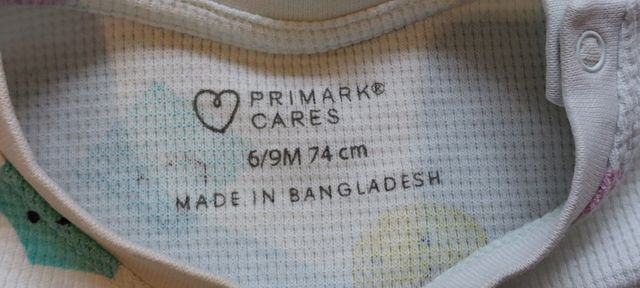 PRIMARK®
CARES
6/9M 74 cm
MADE IN BANGLADESH